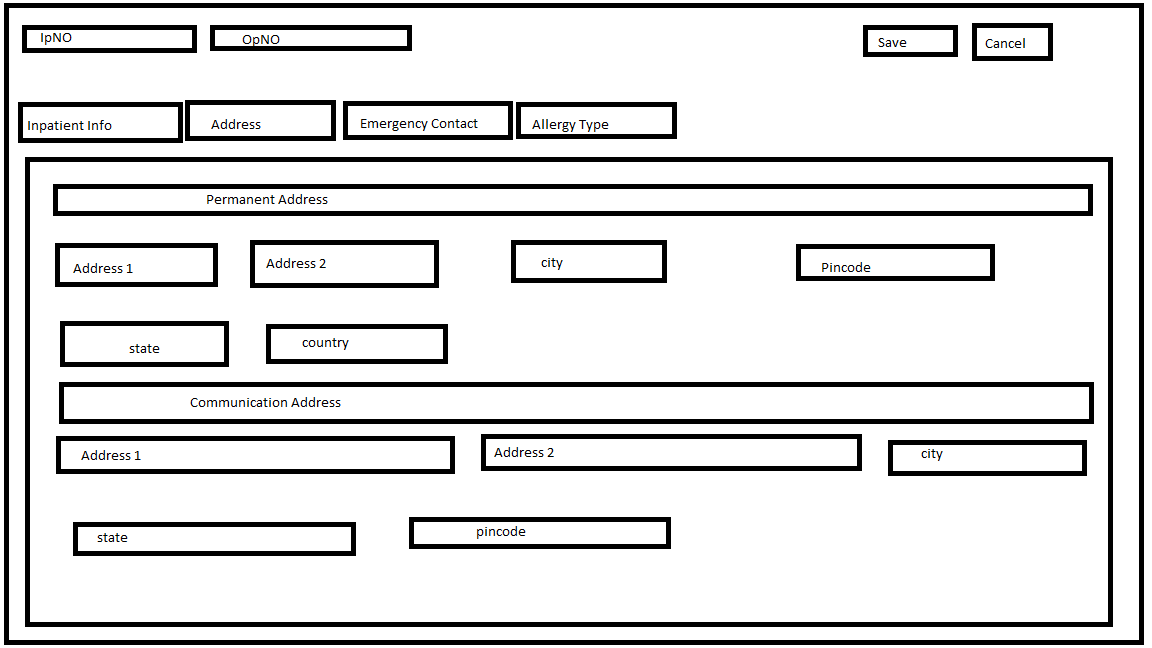 IpNO
OpNO
Save
Cancel
Inpatient Info
Address
Emergency Contact
Allergy Type
Permanent Address
Address 1
Address 2
city
Pincode
state
country
Communication Address
Address 1
Address 2
city
state
pincode